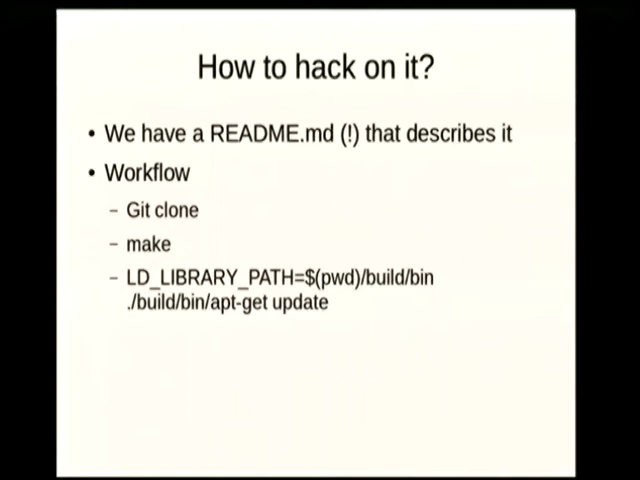 How to hack on it?
• We have a README.md (!) that describes it
• Workflow
– Git clone
– make
– LD_LIBRARY_PATH=$(pwd)/build/bin
./build/bin/apt-get update